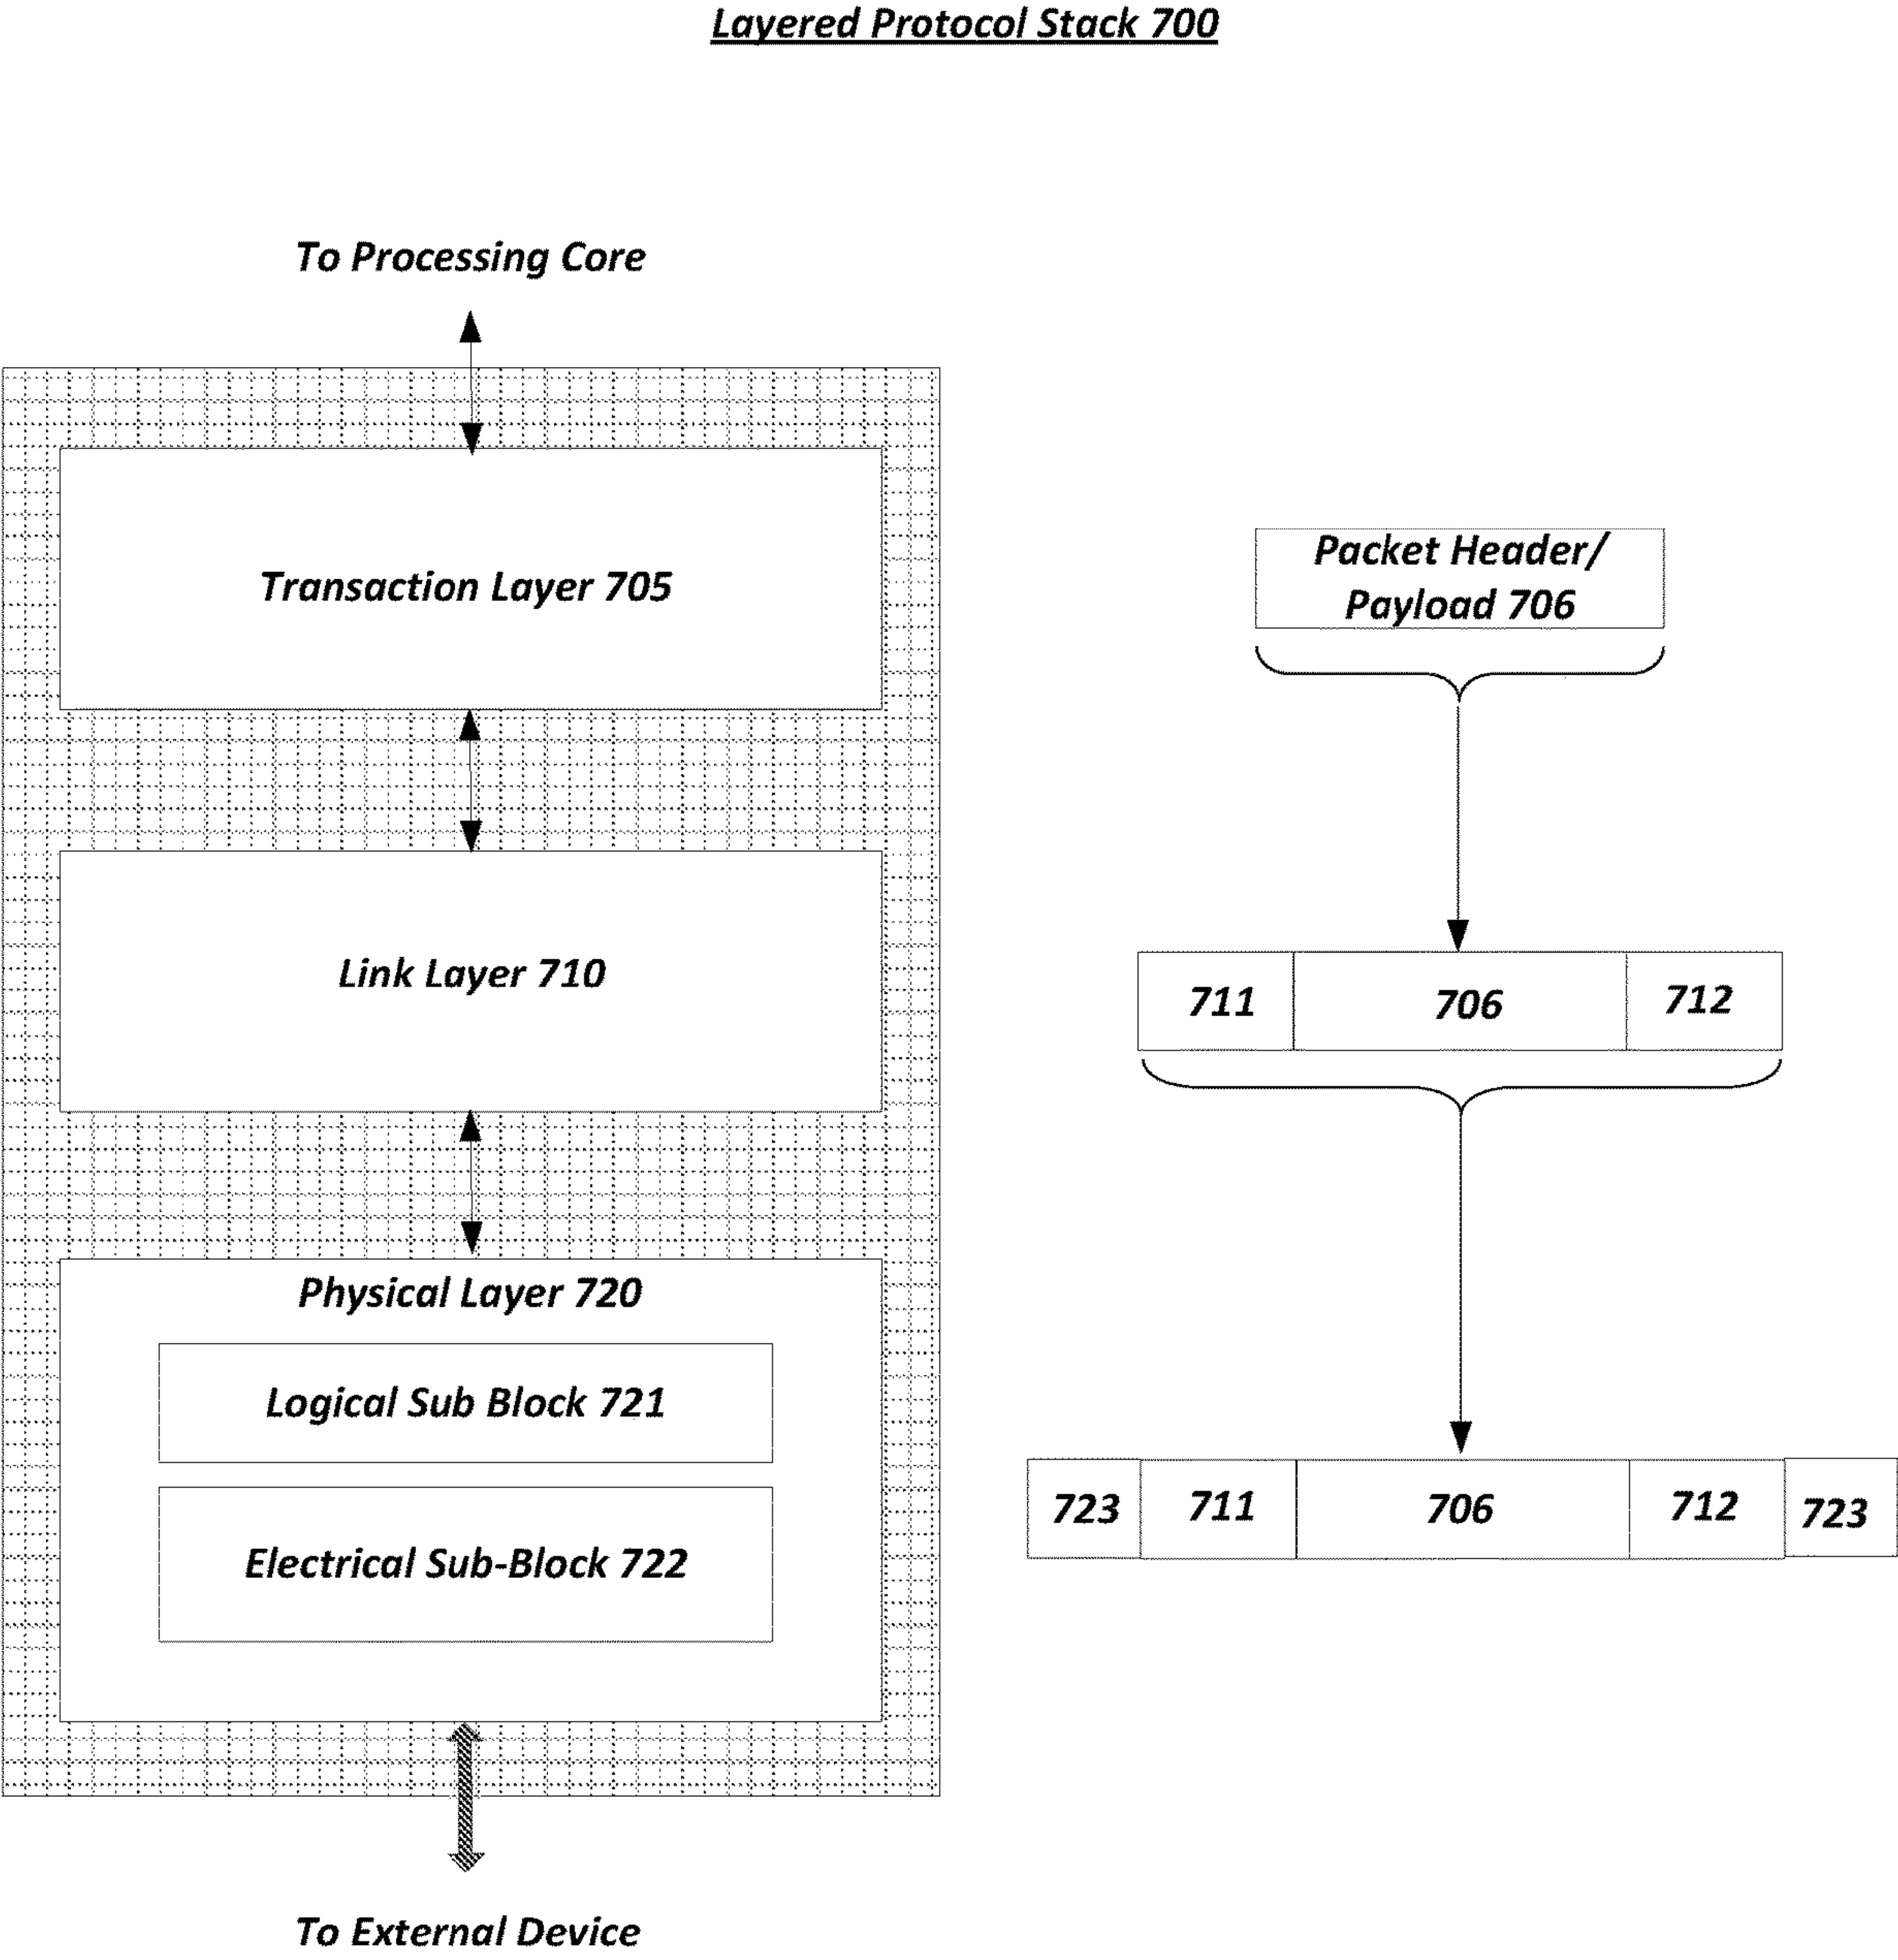 Layered Protocol Stack 700
To Processing Core
Transaction Layer 705
Packet Header/
Payload 706
Link Layer 710
711 706 712
Physical Layer 720
Logical Sub Block 721
Electrical Sub-Block 722
723 711 706 712 723
To External Device